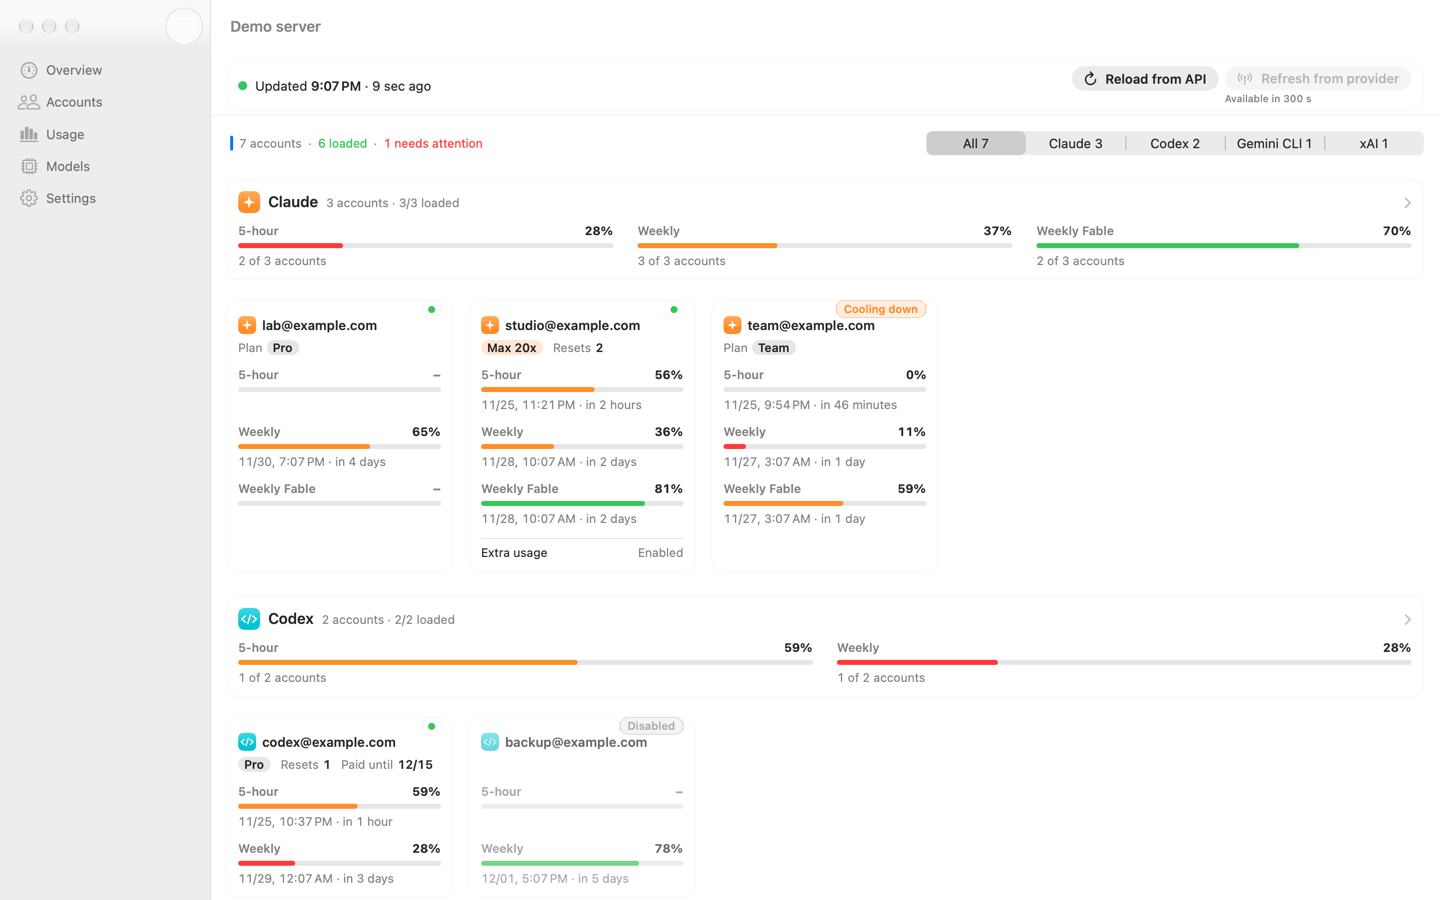 Demo server
Overview
Accounts
Usage
Models
Settings
Updated 9:07 PM · 9 sec ago
Reload from API
Refresh from provider
Available in 300 s
7 accounts · 6 loaded · 1 needs attention
All 7
Claude 3
Codex 2
Gemini CLI 1
xAI 1
Claude 3 accounts · 3/3 loaded
5-hour 28%
2 of 3 accounts
Weekly 37%
3 of 3 accounts
Weekly Fable 70%
2 of 3 accounts
lab@example.com
Plan Pro
5-hour –
Weekly 65%
11/30, 7:07 PM · in 4 days
Weekly Fable –
studio@example.com
Max 20x Resets 2
5-hour 56%
11/25, 11:21 PM · in 2 hours
Weekly 36%
11/28, 10:07 AM · in 2 days
Weekly Fable 81%
11/28, 10:07 AM · in 2 days
Extra usage Enabled
Cooling down
team@example.com
Plan Team
5-hour 0%
11/25, 9:54 PM · in 46 minutes
Weekly 11%
11/27, 3:07 AM · in 1 day
Weekly Fable 59%
11/27, 3:07 AM · in 1 day
Codex 2 accounts · 2/2 loaded
5-hour 59%
1 of 2 accounts
Weekly 28%
1 of 2 accounts
codex@example.com
Pro Resets 1 Paid until 12/15
5-hour 59%
11/25, 10:37 PM · in 1 hour
Weekly 28%
11/29, 12:07 AM · in 3 days
Disabled
backup@example.com
5-hour –
Weekly 78%
12/01, 5:07 PM · in 5 days